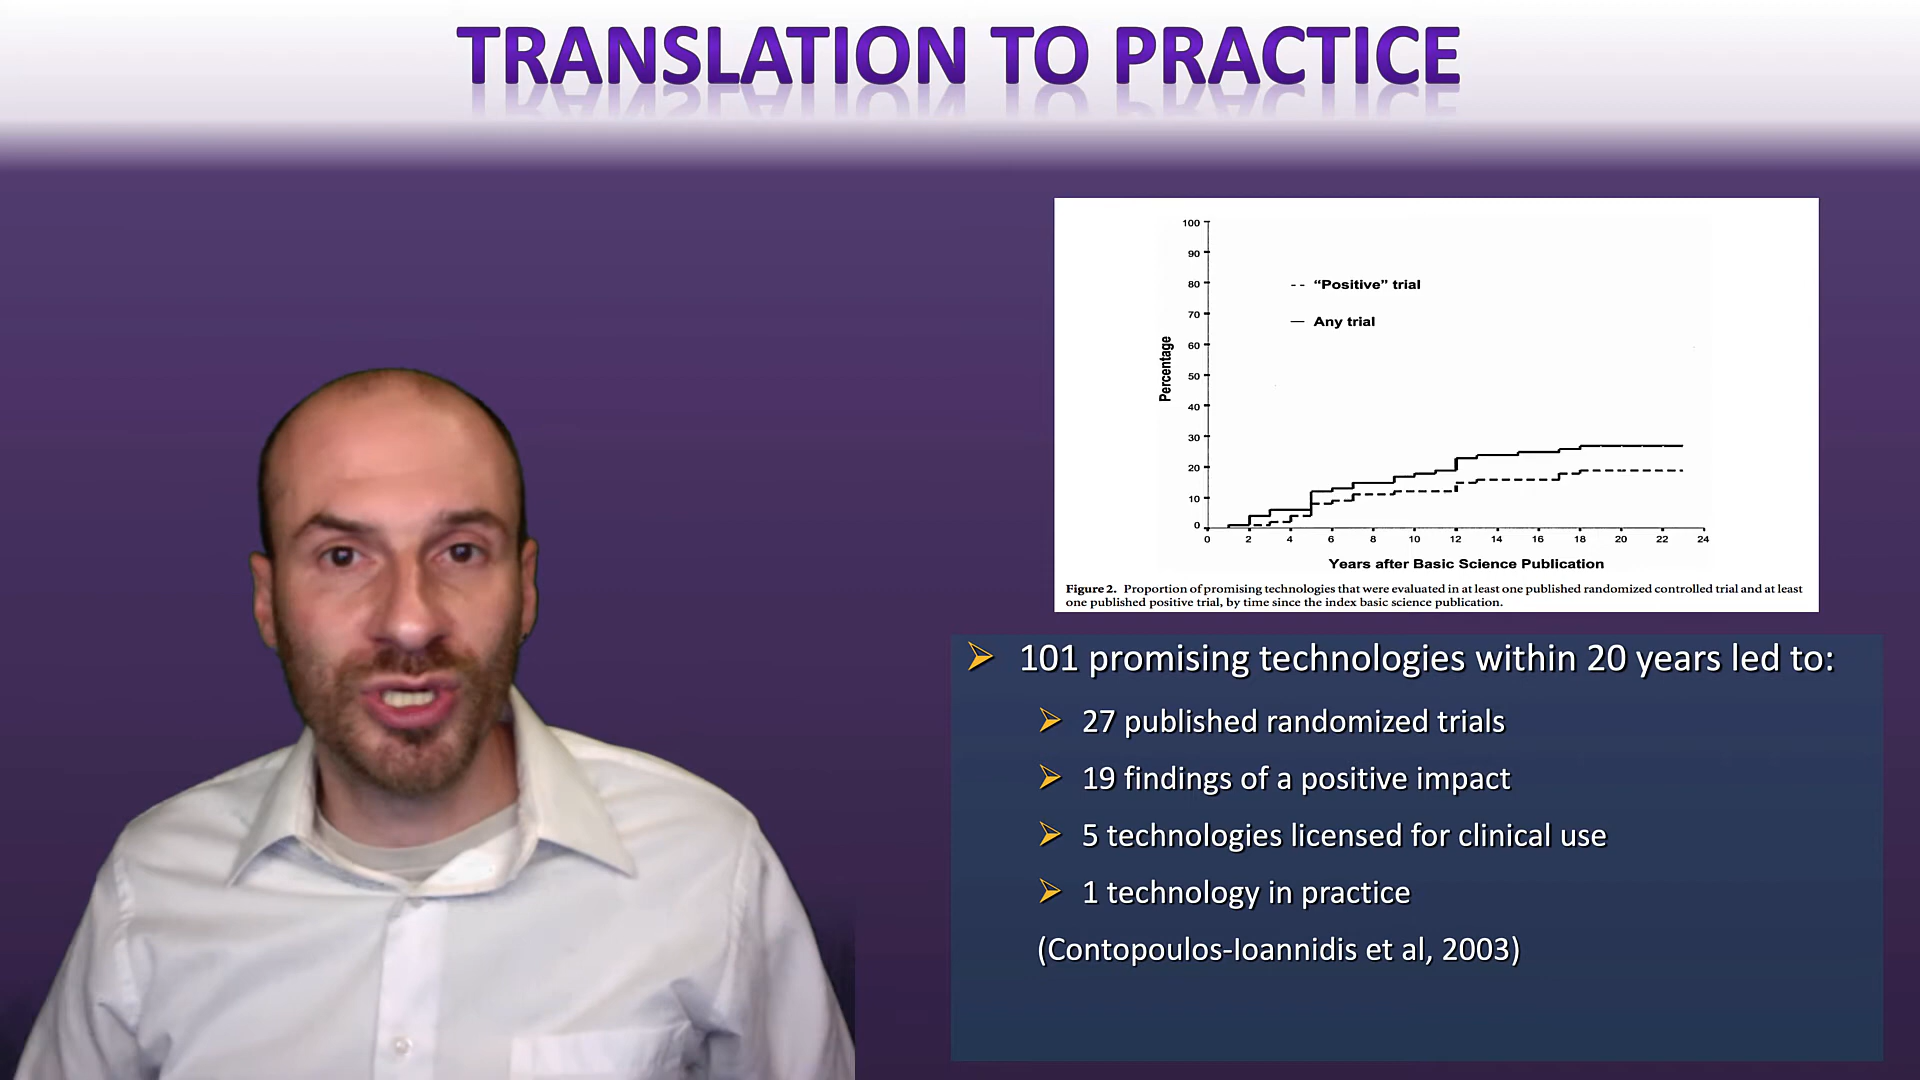 TRANSLATION TO PRACTICE
100
90
80
70
60
50
40
30
20
10
0
Percentage
-- “Positive” trial
— Any trial
0 2 4 6 8 10 12 14 16 18 20 22 24
Years after Basic Science Publication
Figure 2. Proportion of promising technologies that were evaluated in at least one published randomized controlled trial and at least
one published positive trial, by time since the index basic science publication.
101 promising technologies within 20 years led to:
27 published randomized trials
19 findings of a positive impact
5 technologies licensed for clinical use
1 technology in practice
(Contopoulos-Ioannidis et al, 2003)